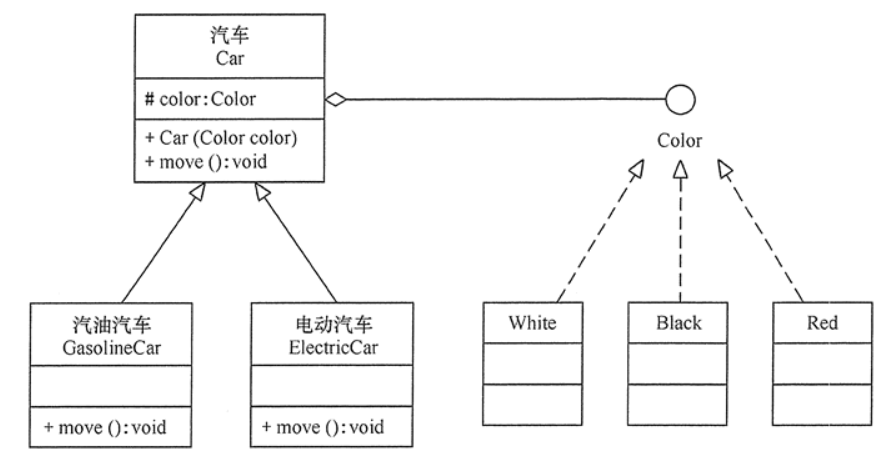 汽车
Car
# color:Color
+ Car (Color color)
+ move ():void
Color
汽油汽车
GasolineCar
+ move ():void
电动汽车
ElectricCar
+ move ():void
White
Black
Red